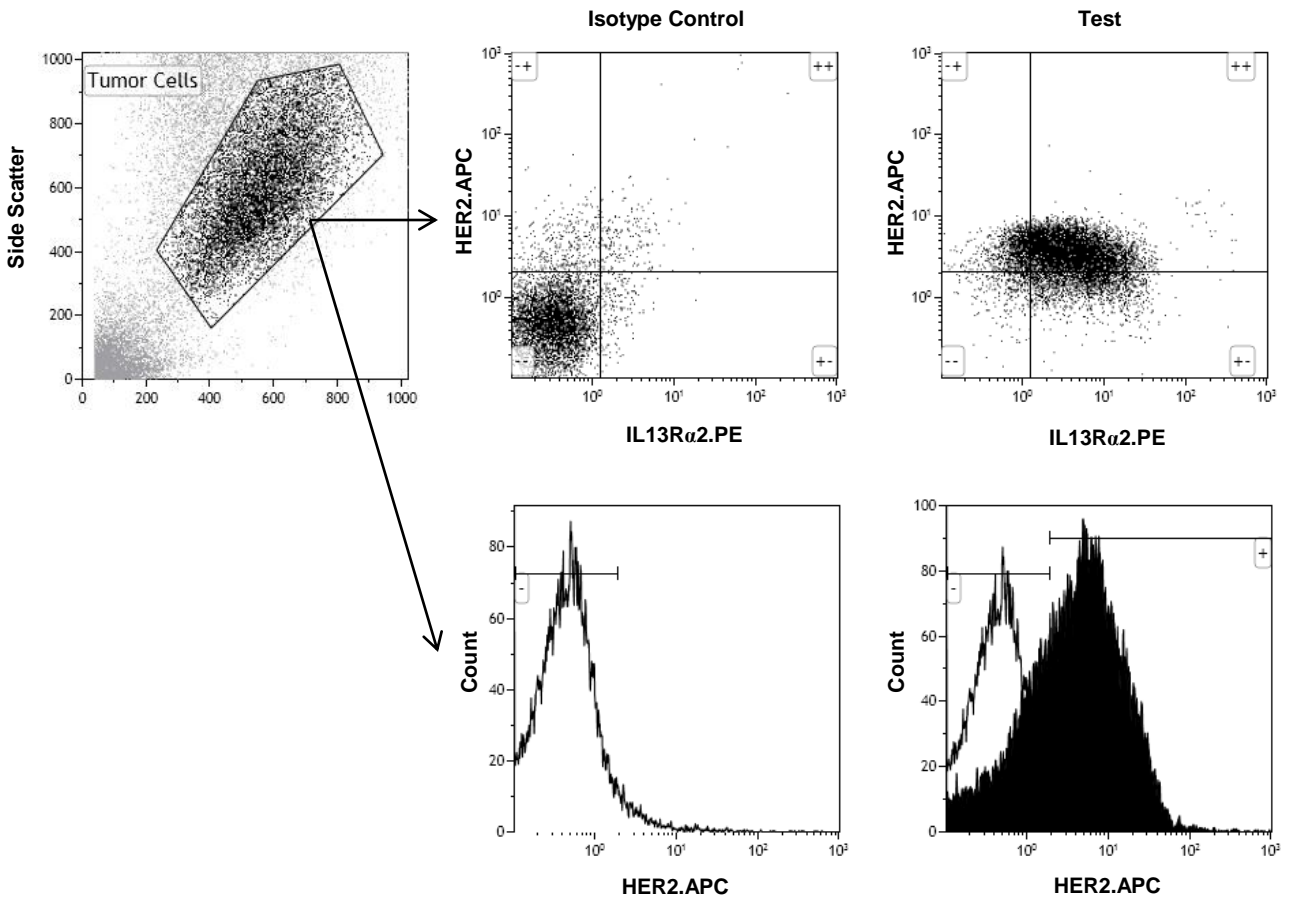 Isotype Control
Test
Tumor Cells
1000
800
600
400
200
0
0 200 400 600 800 1000
Side Scatter
-+ ++
-- +-
10³
10²
10¹
10⁰
10⁰ 10¹ 10² 10³
HER2.APC
IL13Rα2.PE
-+ ++
-- +-
10³
10²
10¹
10⁰
10⁰ 10¹ 10² 10³
HER2.APC
IL13Rα2.PE
80
60
40
20
0
-
10⁰ 10¹ 10² 10³
Count
HER2.APC
100
80
60
40
20
0
-
+
10⁰ 10¹ 10² 10³
Count
HER2.APC